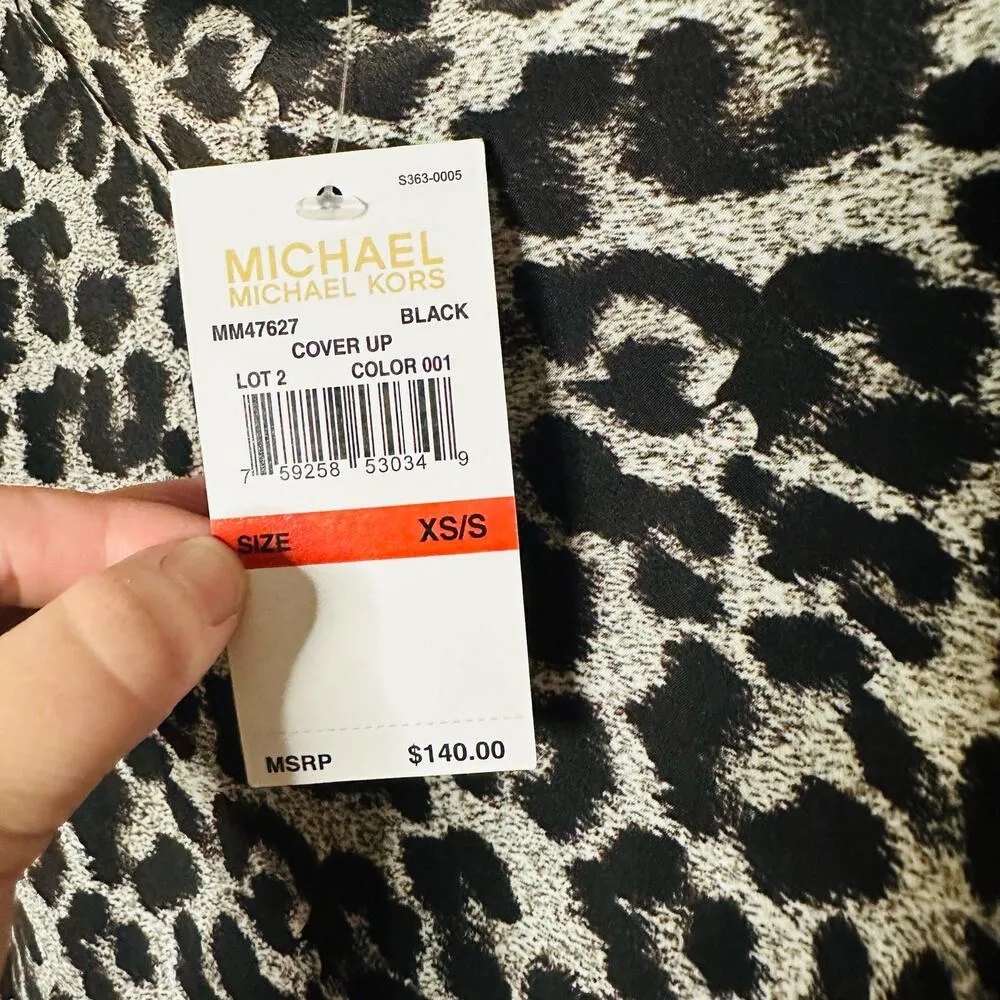 S363-0005
MICHAEL
MICHAEL KORS
MM47627 BLACK
COVER UP
LOT 2 COLOR 001
7 59258 53034 9
SIZE XS/S
MSRP $140.00